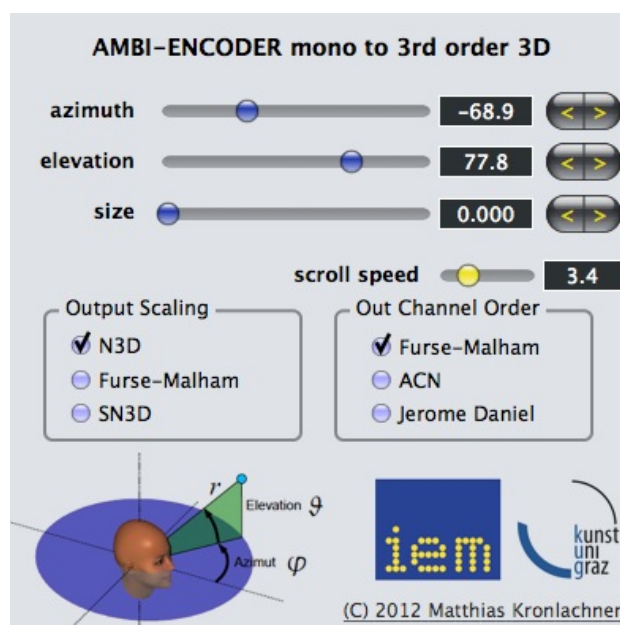 AMBI-ENCODER mono to 3rd order 3D
azimuth -68.9 < >
elevation 77.8 < >
size 0.000 < >
scroll speed 3.4
Output Scaling
N3D
Furse-Malham
SN3D
Out Channel Order
Furse-Malham
ACN
Jerome Daniel
r
Elevation ϑ
Azimut φ
iem
kunst
uni
graz
(C) 2012 Matthias Kronlachner